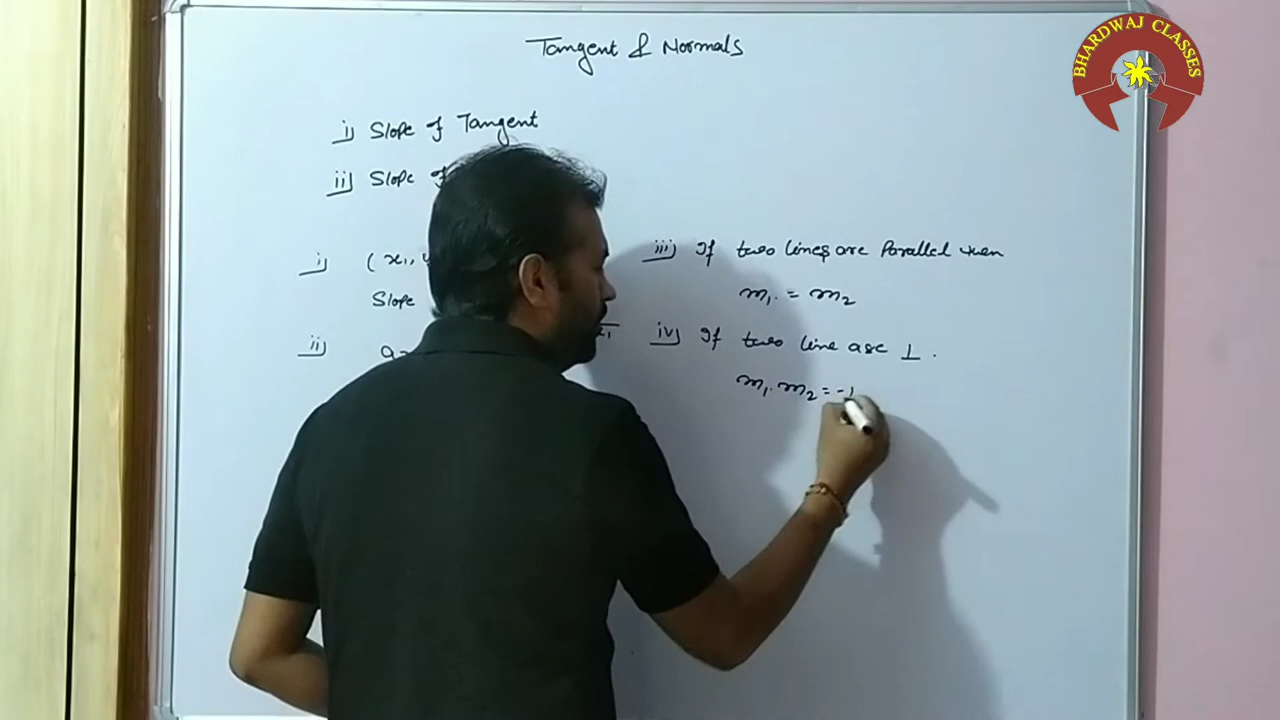 BHARDWAJ CLASSES
Tangent & Normals
i) Slope of Tangent
ii) Slope of
i) (x1,
Slope
ii)
iii) If two lines are Parallel then
m1 = m2
iv) If two line are ⊥.
m1. m2 = -1